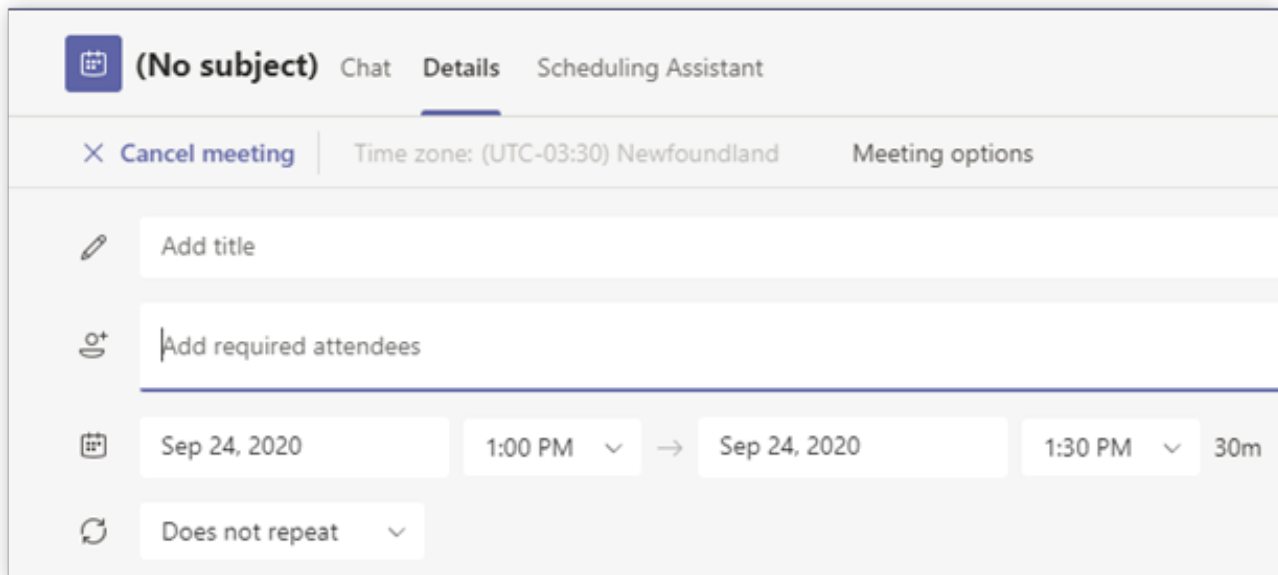 (No subject) Chat Details Scheduling Assistant
Cancel meeting Time zone: (UTC-03:30) Newfoundland Meeting options
Add title
Add required attendees
Sep 24, 2020 1:00 PM → Sep 24, 2020 1:30 PM 30m
Does not repeat